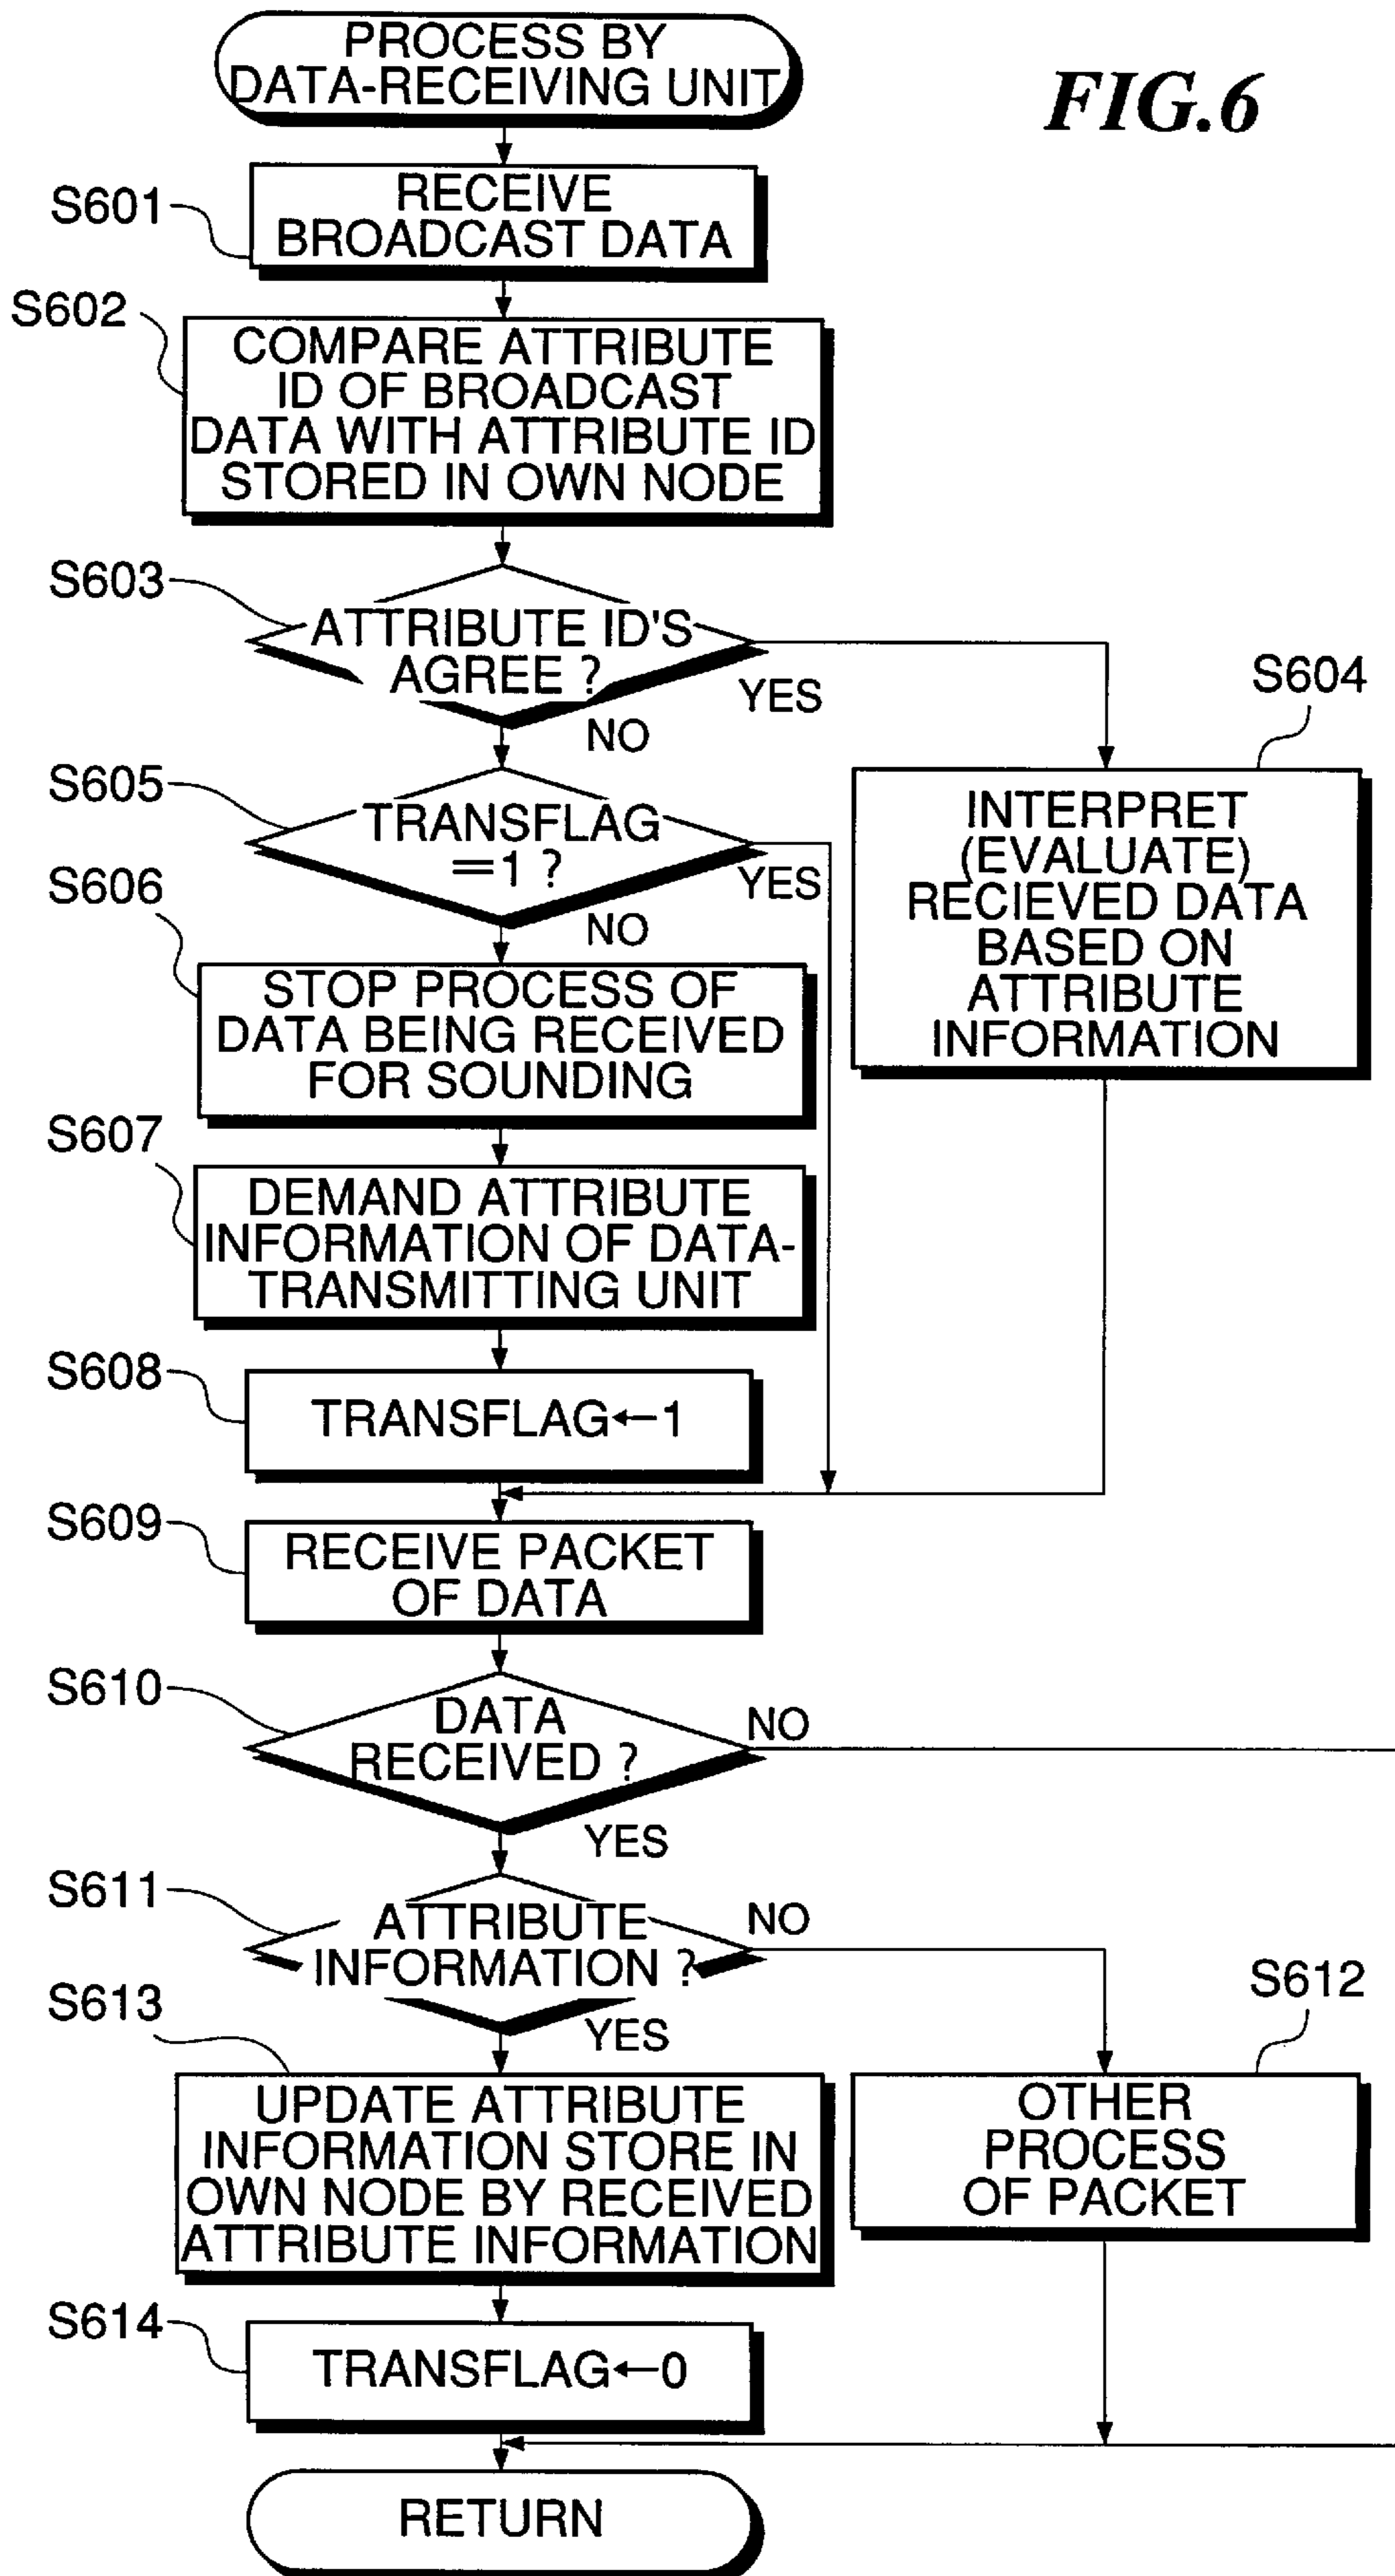 PROCESS BY
DATA-RECEIVING UNIT
FIG.6
S601
RECEIVE
BROADCAST DATA
S602
COMPARE ATTRIBUTE
ID OF BROADCAST
DATA WITH ATTRIBUTE ID
STORED IN OWN NODE
S603
ATTRIBUTE ID'S
AGREE ?
YES
NO
S604
INTERPRET
(EVALUATE)
RECIEVED DATA
BASED ON
ATTRIBUTE
INFORMATION
S605
TRANSFLAG
=1 ?
YES
NO
S606
STOP PROCESS OF
DATA BEING RECEIVED
FOR SOUNDING
S607
DEMAND ATTRIBUTE
INFORMATION OF DATA-
TRANSMITTING UNIT
S608
TRANSFLAG←1
S609
RECEIVE PACKET
OF DATA
S610
DATA
RECEIVED ?
NO
YES
S611
ATTRIBUTE
INFORMATION ?
NO
YES
S612
OTHER
PROCESS
OF PACKET
S613
UPDATE ATTRIBUTE
INFORMATION STORE IN
OWN NODE BY RECEIVED
ATTRIBUTE INFORMATION
S614
TRANSFLAG←0
RETURN